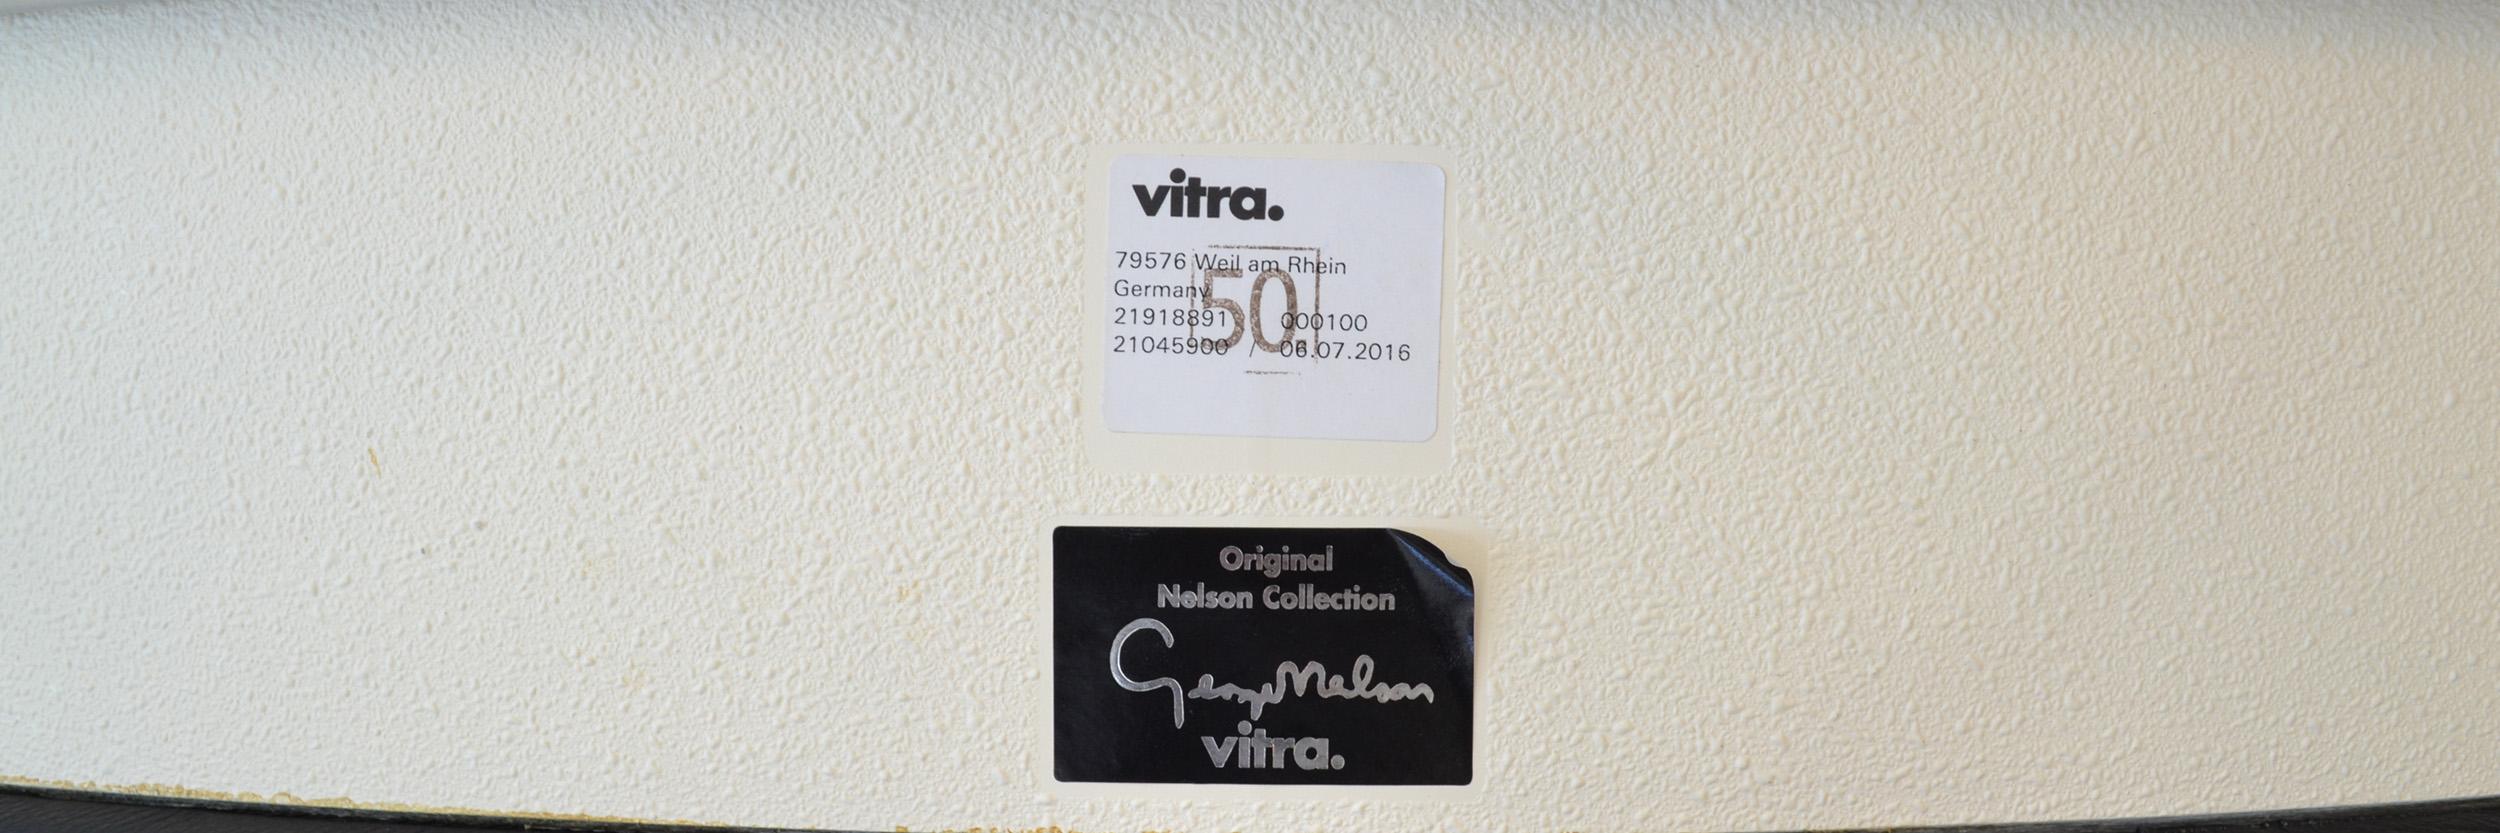 vitra.
79576 Weil am Rhein
Germany
21918891 000100
21045900 / 06.07.2016
50
Original
Nelson Collection
George Nelson
vitra.